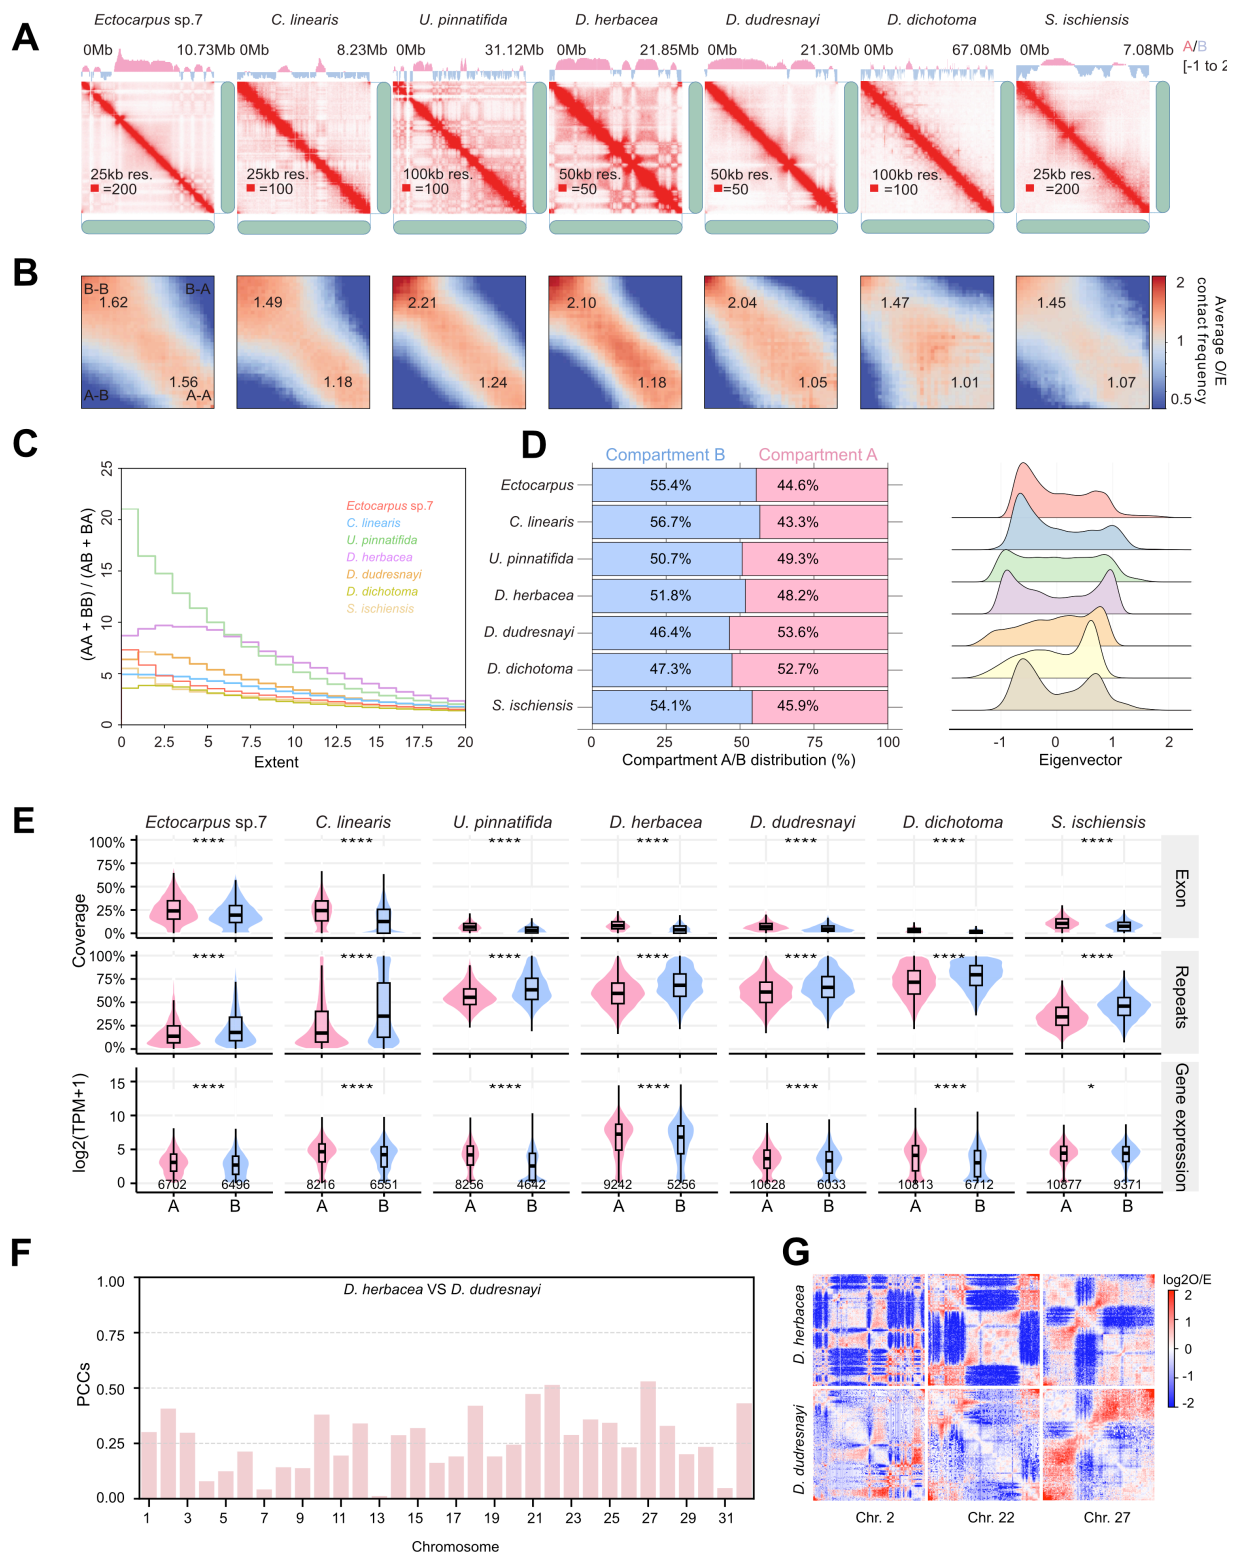 A
Ectocarpus sp.7 C. linearis U. pinnatifida D. herbacea D. dudresnayi D. dichotoma S. ischiensis
0Mb 10.73Mb 0Mb 8.23Mb 0Mb 31.12Mb 0Mb 21.85Mb 0Mb 21.30Mb 0Mb 67.08Mb 0Mb 7.08Mb
A/B
[-1 to 2
25kb res. 25kb res. 100kb res. 50kb res. 50kb res. 100kb res. 25kb res.
=200 =100 =100 =50 =50 =100 =200
B
B-B B-A
1.62 1.49 2.21 2.10 2.04 1.47 1.45
1.56 1.18 1.24 1.18 1.05 1.01 1.07
A-B A-A
2
1
0.5
Average O/E
contact frequency
C
25
20
15
10
5
0
(AA + BB) / (AB + BA)
Ectocarpus sp.7
C. linearis
U. pinnatifida
D. herbacea
D. dudresnayi
D. dichotoma
S. ischiensis
0 2.5 5 7.5 10 12.5 15 17.5 20
Extent
D
Compartment B Compartment A
Ectocarpus 55.4% 44.6%
C. linearis 56.7% 43.3%
U. pinnatifida 50.7% 49.3%
D. herbacea 51.8% 48.2%
D. dudresnayi 46.4% 53.6%
D. dichotoma 47.3% 52.7%
S. ischiensis 54.1% 45.9%
0 25 50 75 100
Compartment A/B distribution (%)
-1 0 1 2
Eigenvector
E
Ectocarpus sp.7 C. linearis U. pinnatifida D. herbacea D. dudresnayi D. dichotoma S. ischiensis
100%
75%
50%
25%
0%
**** **** **** **** **** **** ****
Exon
Coverage
100%
75%
50%
25%
0%
**** **** **** **** **** **** ****
Repeats
log2(TPM+1)
15
10
5
0
**** **** **** **** **** **** *
Gene expression
6702 6496 8216 6551 8256 4642 9242 5256 10628 6033 10813 6712 10877 9371
A B A B A B A B A B A B A B
F
D. herbacea VS D. dudresnayi
1.00
0.75
0.50
0.25
0.00
PCCs
1 3 5 7 9 11 13 15 17 19 21 23 25 27 29 31
Chromosome
G
D. herbacea
D. dudresnayi
log2O/E
2
1
0
-1
-2
Chr. 2 Chr. 22 Chr. 27